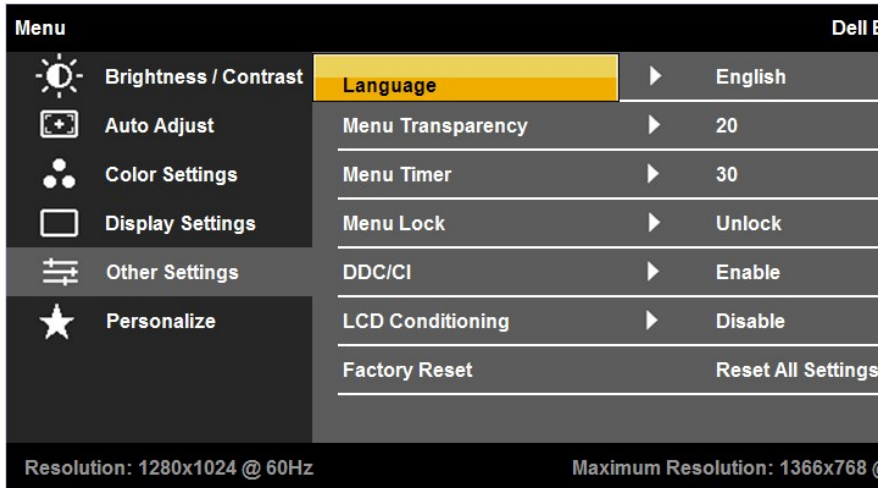 Menu Dell
Brightness / Contrast Language English
Auto Adjust Menu Transparency 20
Color Settings Menu Timer 30
Display Settings Menu Lock Unlock
Other Settings DDC/CI Enable
Personalize LCD Conditioning Disable
Factory Reset Reset All Settings
Resolution: 1280x1024 @ 60Hz Maximum Resolution: 1366x768 @